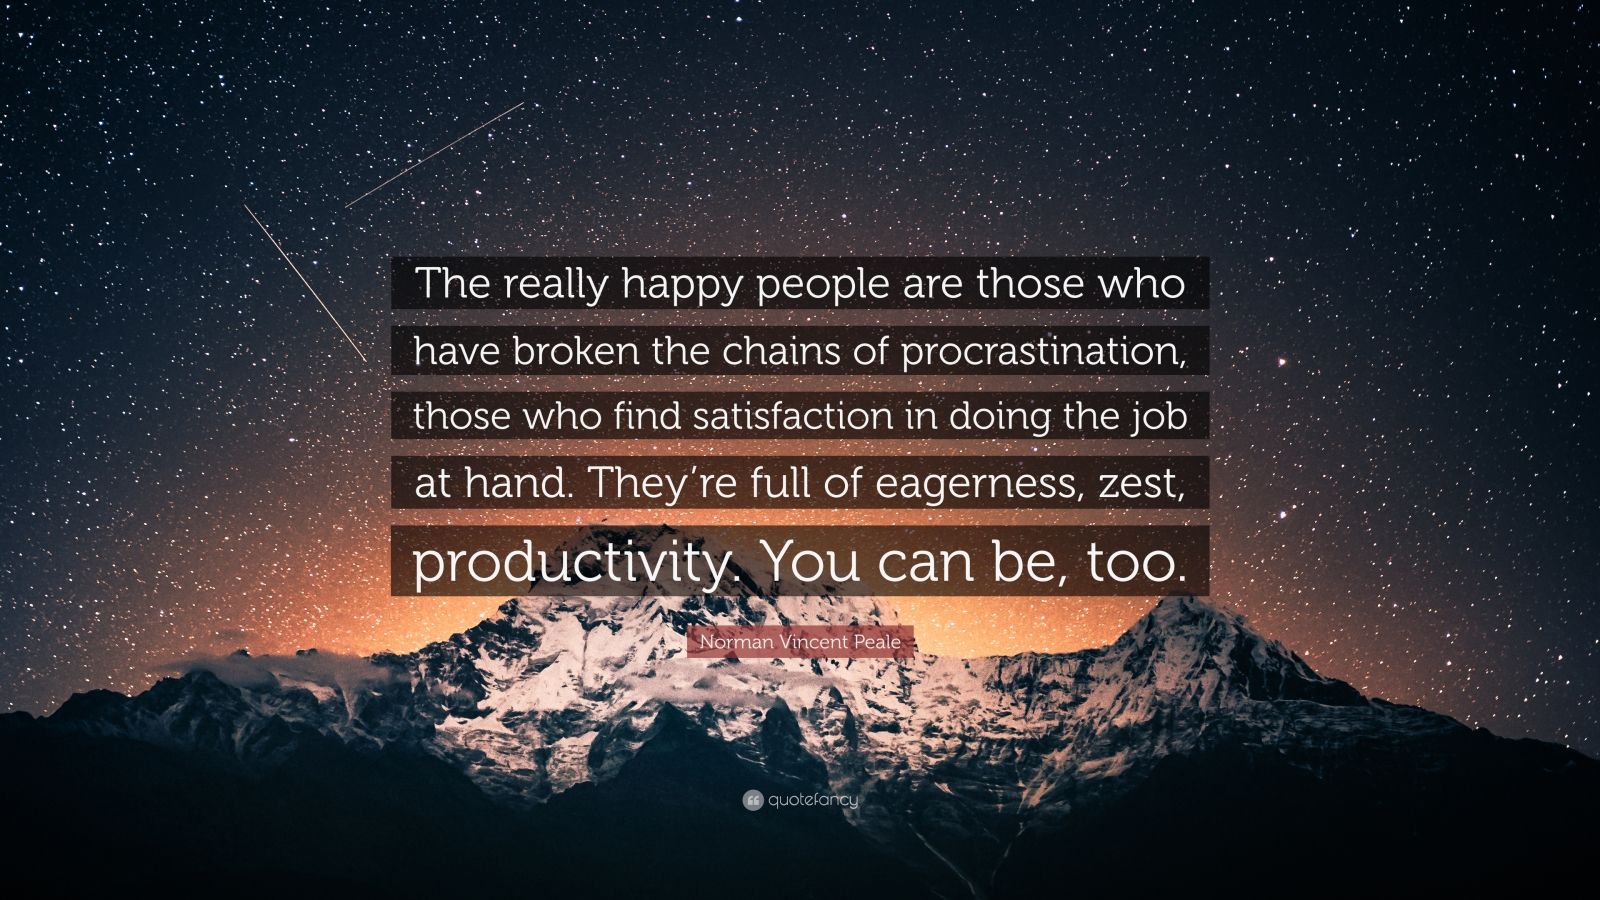 The really happy people are those who
have broken the chains of procrastination,
those who find satisfaction in doing the job
at hand. They’re full of eagerness, zest,
productivity. You can be, too.
Norman Vincent Peale
quotefancy